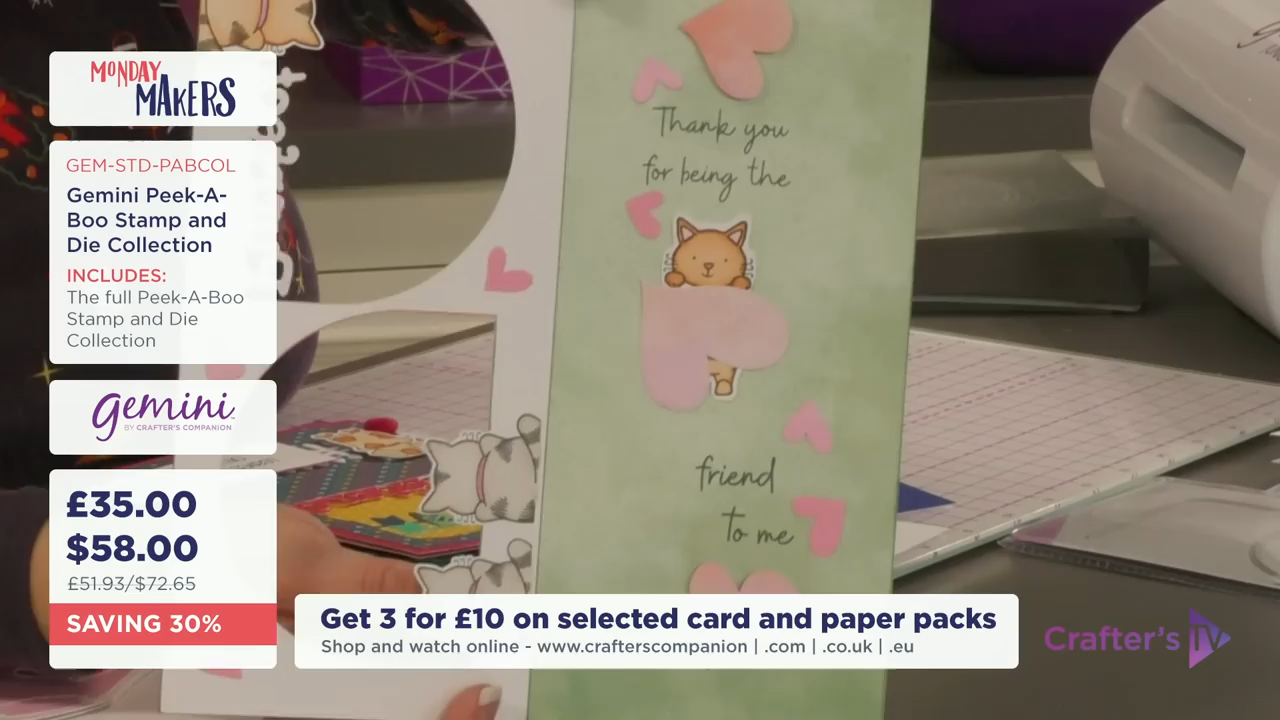 MONDAY
MAKERS
GEM-STD-PABCOL
Gemini Peek-A-
Boo Stamp and
Die Collection
INCLUDES:
The full Peek-A-Boo
Stamp and Die
Collection
gemini
BY CRAFTER'S COMPANION
£35.00
$58.00
£51.93/$72.65
SAVING 30%
Thank you
for being the
friend
to me
Get 3 for £10 on selected card and paper packs
Shop and watch online - www.crafterscompanion | .com | .co.uk | .eu
Crafter's TV